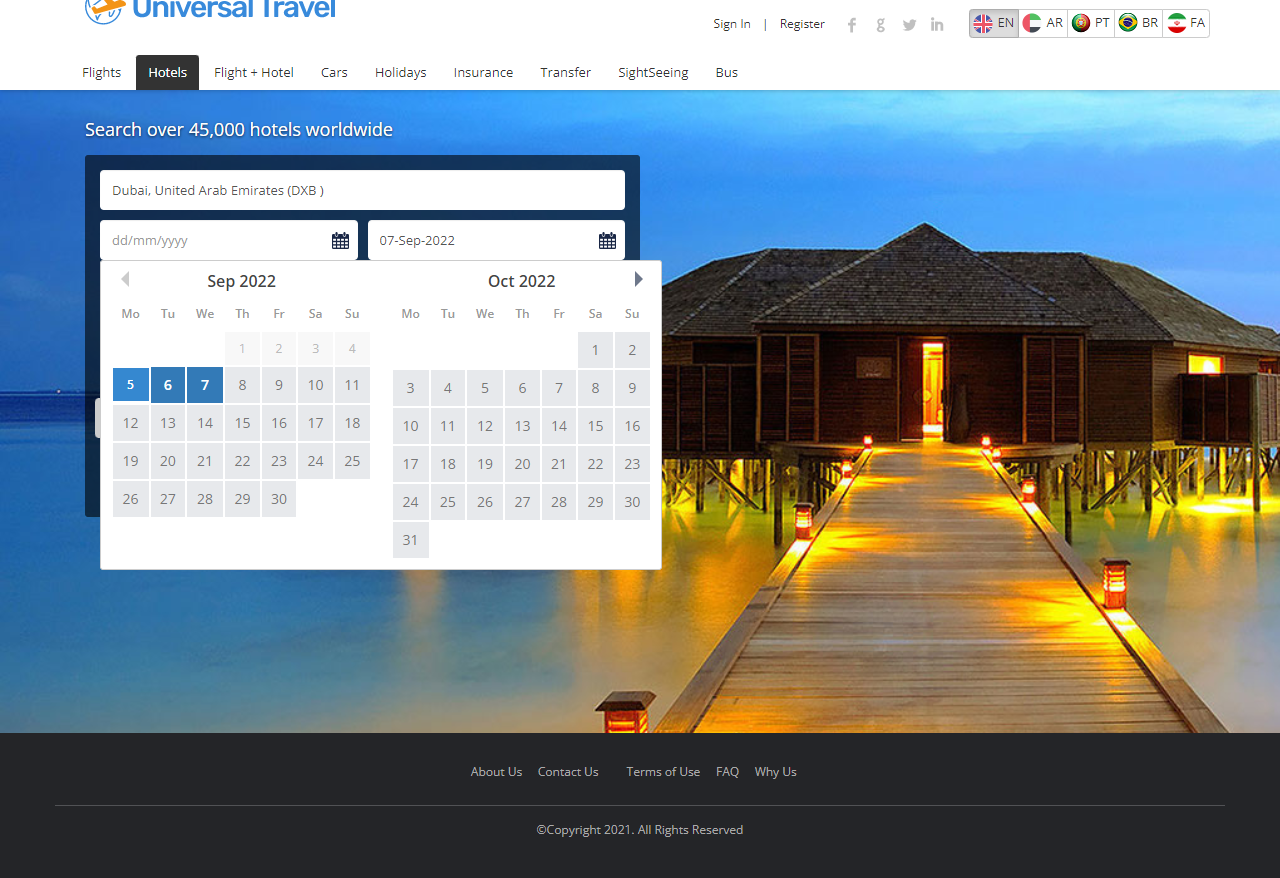 Universal Travel
Sign In | Register
EN AR PT BR FA
Flights Hotels Flight + Hotel Cars Holidays Insurance Transfer SightSeeing Bus
Search over 45,000 hotels worldwide
Dubai, United Arab Emirates (DXB )
dd/mm/yyyy 07-Sep-2022
Sep 2022 Oct 2022
Mo Tu We Th Fr Sa Su Mo Tu We Th Fr Sa Su
1 2 3 4 1 2
5 6 7 8 9 10 11 3 4 5 6 7 8 9
12 13 14 15 16 17 18 10 11 12 13 14 15 16
19 20 21 22 23 24 25 17 18 19 20 21 22 23
26 27 28 29 30 24 25 26 27 28 29 30
31
About Us Contact Us Terms of Use FAQ Why Us
©Copyright 2021. All Rights Reserved